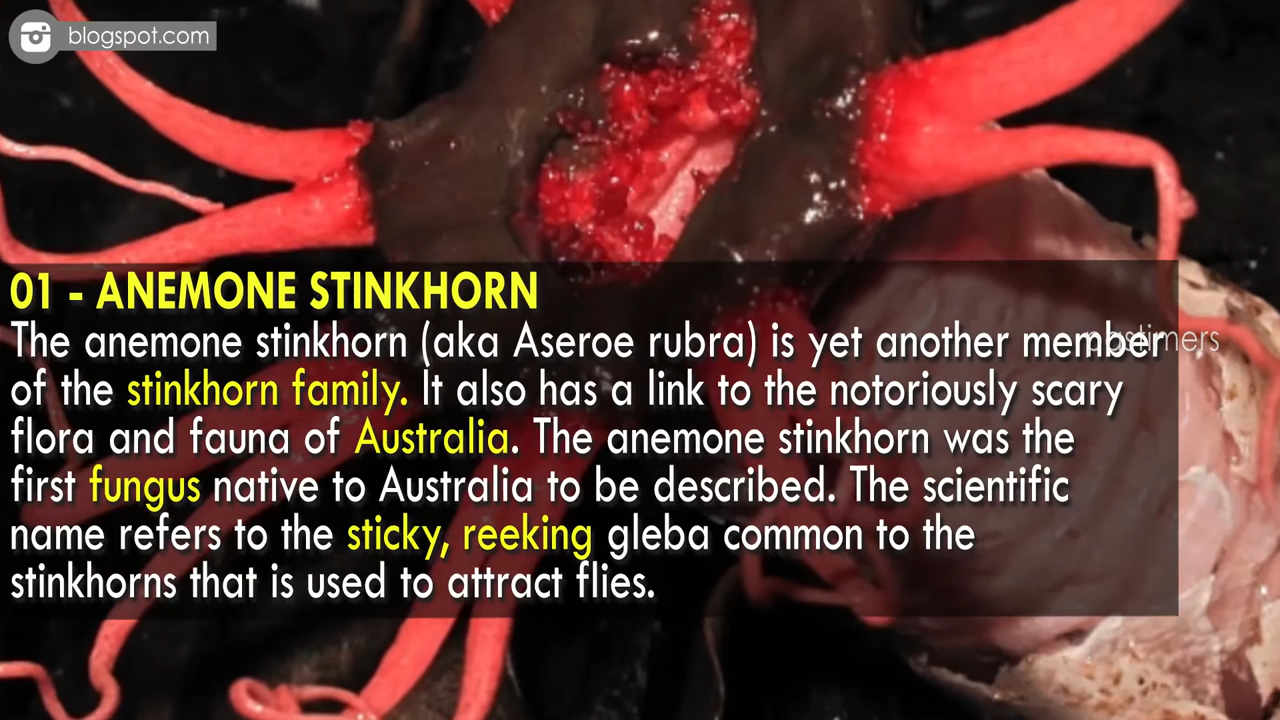 blogspot.com
01 - ANEMONE STINKHORN
The anemone stinkhorn (aka Aseroe rubra) is yet another member
pastimers
of the stinkhorn family. It also has a link to the notoriously scary
flora and fauna of Australia. The anemone stinkhorn was the
first fungus native to Australia to be described. The scientific
name refers to the sticky, reeking gleba common to the
stinkhorns that is used to attract flies.